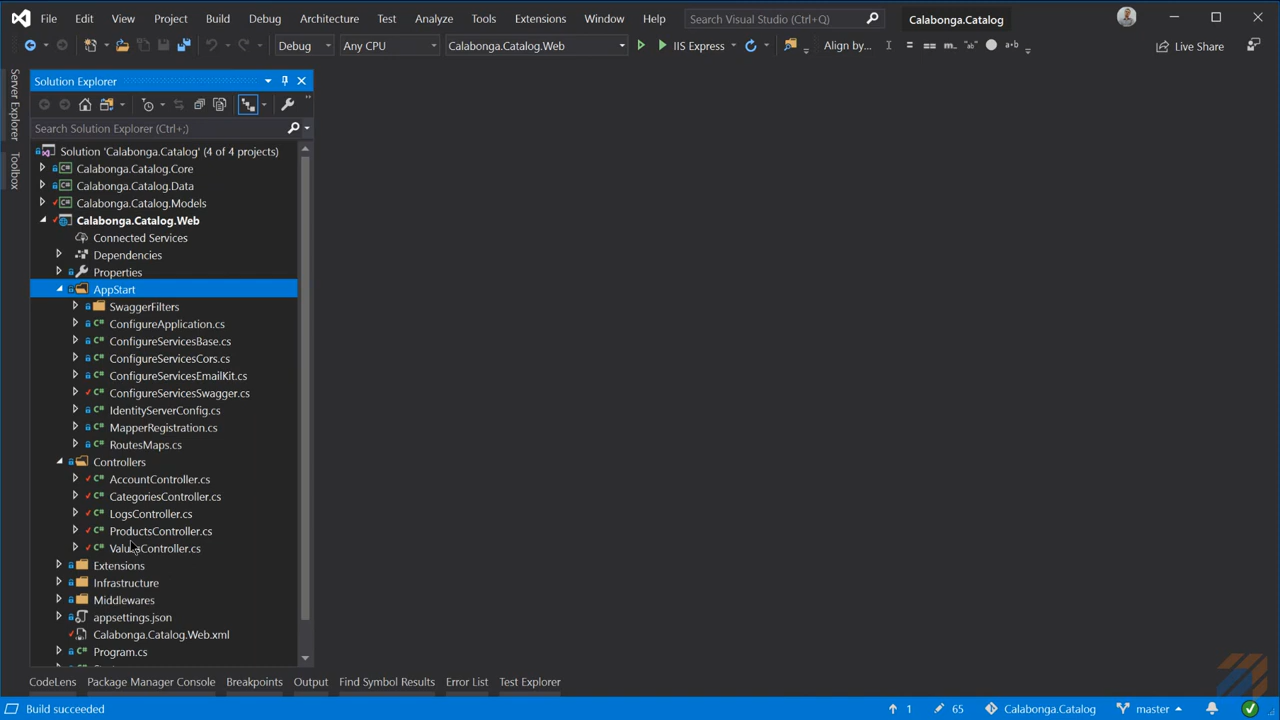 File Edit View Project Build Debug Architecture Test Analyze Tools Extensions Window Help Search Visual Studio (Ctrl+Q) Calabonga.Catalog
Debug Any CPU Calabonga.Catalog.Web IIS Express Align by... Live Share
Server Explorer
Toolbox
Solution Explorer
Search Solution Explorer (Ctrl+;)
Solution 'Calabonga.Catalog' (4 of 4 projects)
Calabonga.Catalog.Core
Calabonga.Catalog.Data
Calabonga.Catalog.Models
Calabonga.Catalog.Web
Connected Services
Dependencies
Properties
AppStart
SwaggerFilters
ConfigureApplication.cs
ConfigureServicesBase.cs
ConfigureServicesCors.cs
ConfigureServicesEmailKit.cs
ConfigureServicesSwagger.cs
IdentityServerConfig.cs
MapperRegistration.cs
RoutesMaps.cs
Controllers
AccountController.cs
CategoriesController.cs
LogsController.cs
ProductsController.cs
ValuesController.cs
Extensions
Infrastructure
Middlewares
appsettings.json
Calabonga.Catalog.Web.xml
Program.cs
CodeLens Package Manager Console Breakpoints Output Find Symbol Results Error List Test Explorer
Build succeeded 1 65 Calabonga.Catalog master